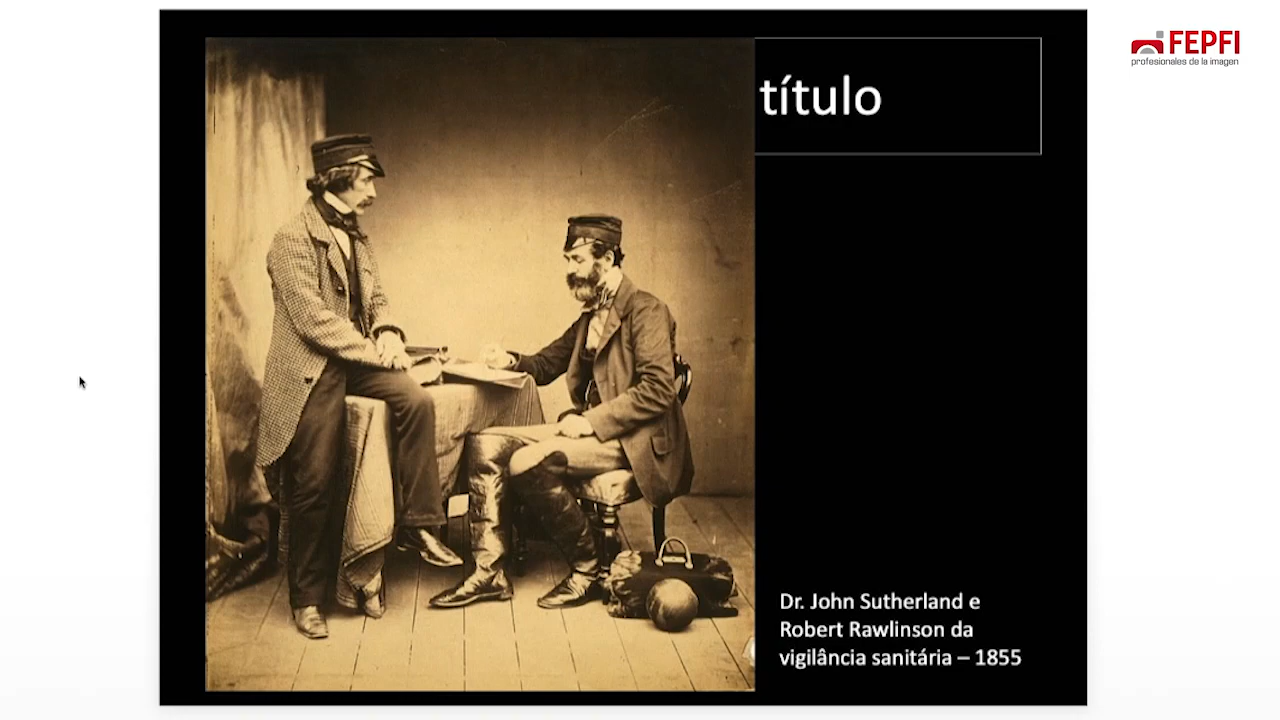 FEPFI
profesionales de la imagen
título
Dr. John Sutherland e
Robert Rawlinson da
vigilância sanitária – 1855